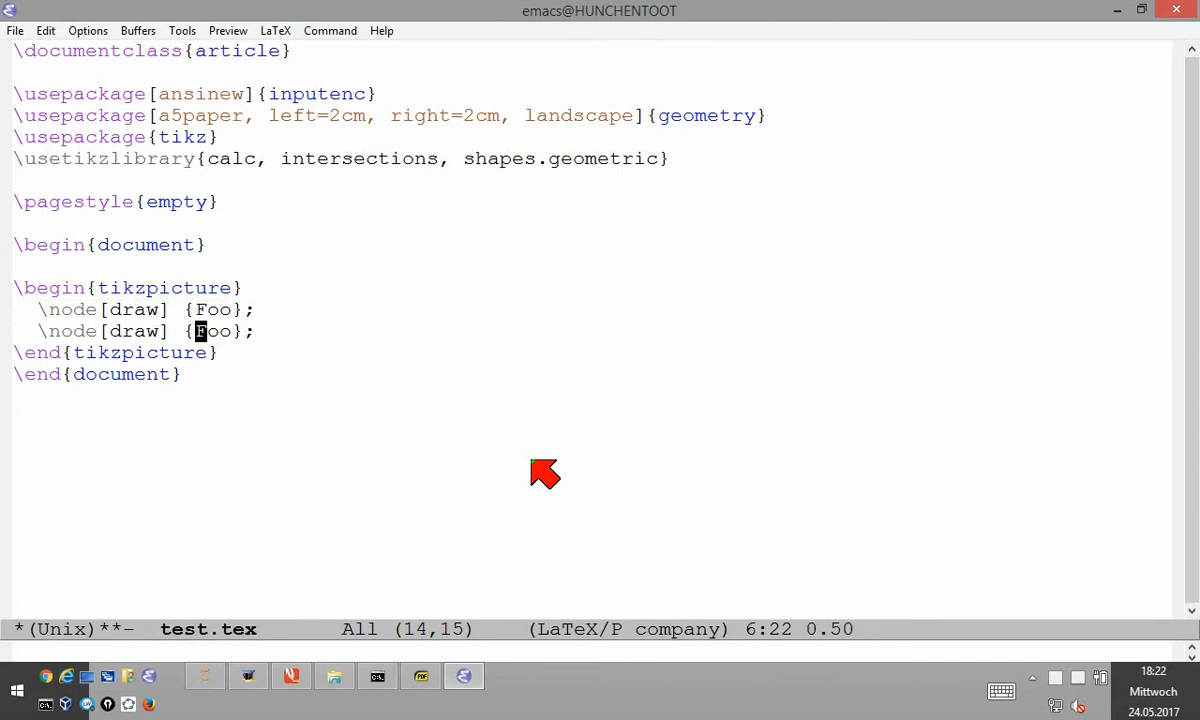 emacs@HUNCHENTOOT
File Edit Options Buffers Tools Preview LaTeX Command Help
\documentclass{article}
\usepackage[ansinew]{inputenc}
\usepackage[a5paper, left=2cm, right=2cm, landscape]{geometry}
\usepackage{tikz}
\usetikzlibrary{calc, intersections, shapes.geometric}
\pagestyle{empty}
\begin{document}
\begin{tikzpicture}
\node[draw] {Foo};
\node[draw] {Foo};
\end{tikzpicture}
\end{document}
*(Unix)**- test.tex All (14,15) (LaTeX/P company) 6:22 0.50
18:22
Mittwoch
24.05.2017